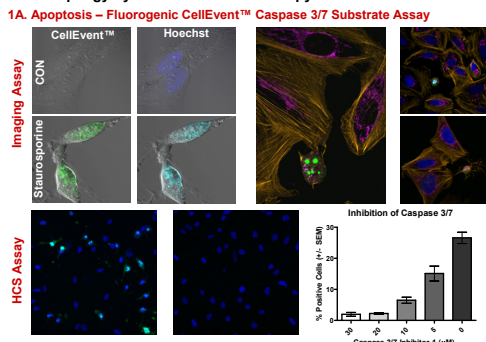 1A. Apoptosis – Fluorogenic CellEvent™ Caspase 3/7 Substrate Assay
CellEvent™
Hoechst
Imaging Assay
CON
Staurosporine
HCS Assay
Inhibition of Caspase 3/7
% Positive Cells (+/- SEM)
30
20
10
0
30
20
10
5
0